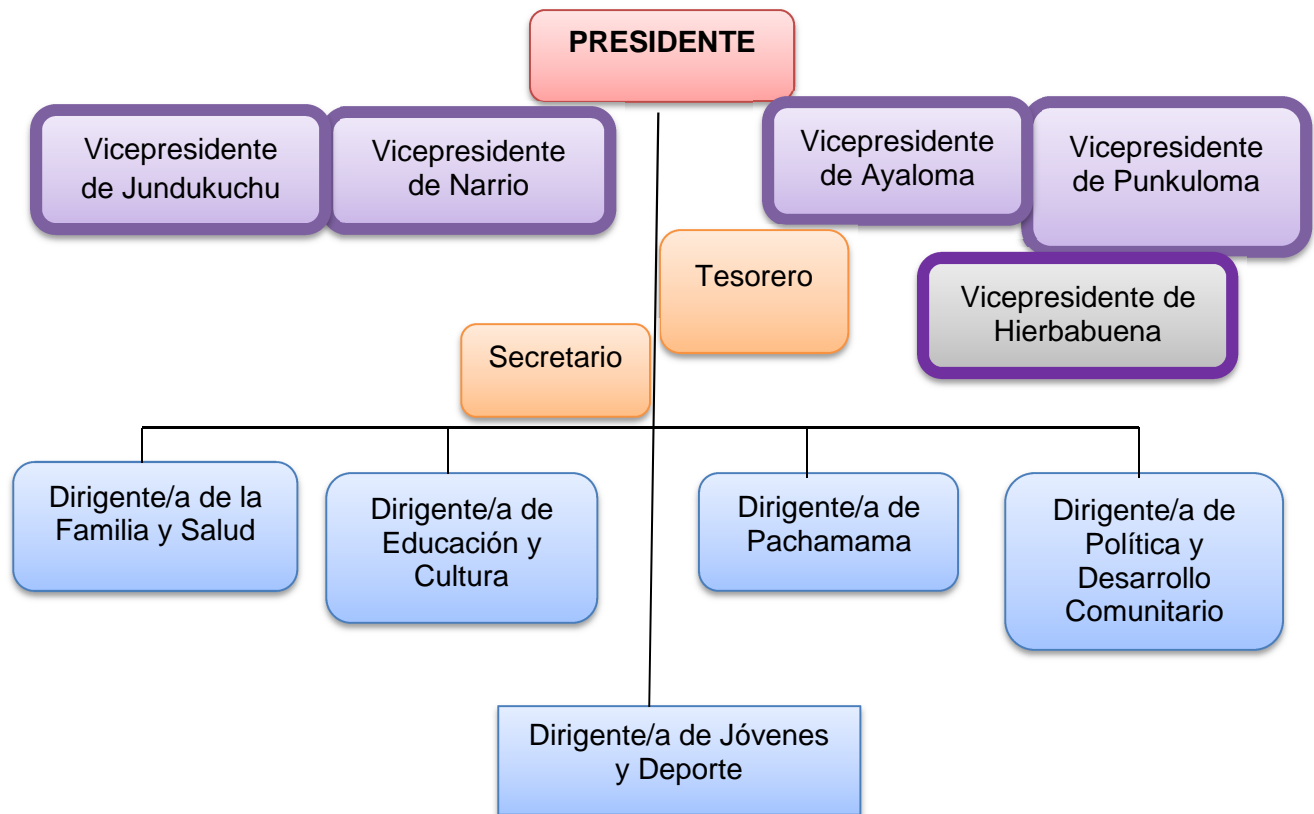 PRESIDENTE
Vicepresidente
de Jundukuchu
Vicepresidente
de Narrio
Vicepresidente
de Ayaloma
Vicepresidente
de Punkuloma
Tesorero
Vicepresidente de
Hierbabuena
Secretario
Dirigente/a de la
Familia y Salud
Dirigente/a de
Educación y
Cultura
Dirigente/a de
Pachamama
Dirigente/a de
Política y
Desarrollo
Comunitario
Dirigente/a de Jóvenes
y Deporte